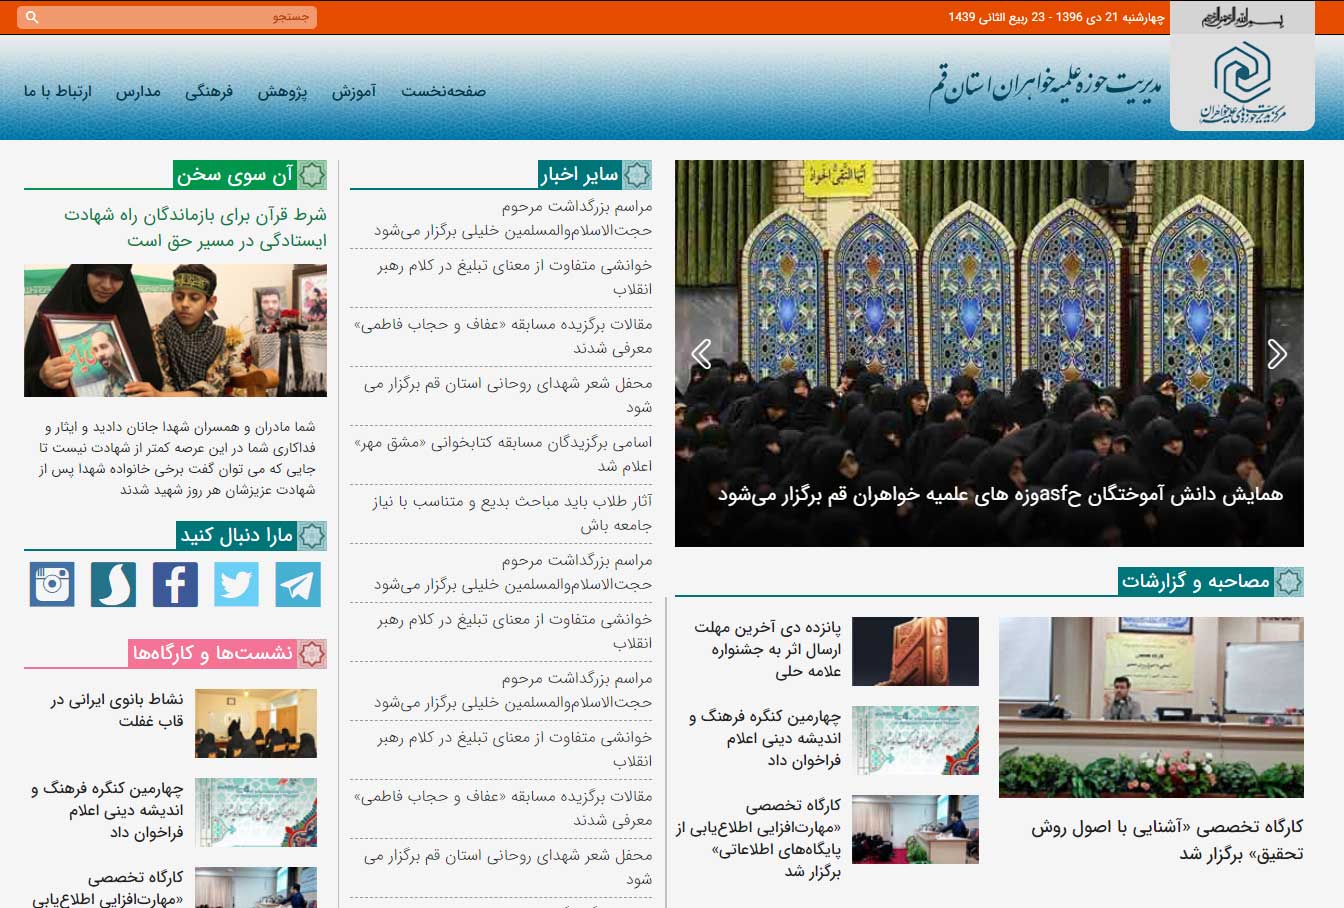 بسم الله الرحمن الرحیم
چهارشنبه 21 دی 1396 - 23 ربیع الثانی 1439
جستجو
مرکز مدیریت حوزه‌های علمیه خواهران
مدیریت حوزه علمیه خواهران استان قم
صفحه‌نخست
آموزش
پژوهش
فرهنگی
مدارس
ارتباط با ما
همایش دانش آموختگان حasfوزه های علمیه خواهران قم برگزار می‌شود
مصاحبه و گزارشات
کارگاه تخصصی «آشنایی با اصول روش
تحقیق» برگزار شد
پانزده دی آخرین مهلت
ارسال اثر به جشنواره
علامه حلی
چهارمین کنگره فرهنگ و
اندیشه دینی اعلام
فراخوان داد
کارگاه تخصصی
«مهارت‌افزایی اطلاع‌یابی از
پایگاه‌های اطلاعاتی»
برگزار شد
سایر اخبار
مراسم بزرگداشت مرحوم
حجت‌الاسلام‌والمسلمین خلیلی برگزار می‌شود
خوانشی متفاوت از معنای تبلیغ در کلام رهبر
انقلاب
مقالات برگزیده مسابقه «عفاف و حجاب فاطمی»
معرفی شدند
محفل شعر شهدای روحانی استان قم برگزار می
شود
اسامی برگزیدگان مسابقه کتابخوانی «مشق مهر»
اعلام شد
آثار طلاب باید مباحث بدیع و متناسب با نیاز
جامعه باش
مراسم بزرگداشت مرحوم
حجت‌الاسلام‌والمسلمین خلیلی برگزار می‌شود
خوانشی متفاوت از معنای تبلیغ در کلام رهبر
انقلاب
مراسم بزرگداشت مرحوم
حجت‌الاسلام‌والمسلمین خلیلی برگزار می‌شود
خوانشی متفاوت از معنای تبلیغ در کلام رهبر
انقلاب
مقالات برگزیده مسابقه «عفاف و حجاب فاطمی»
معرفی شدند
محفل شعر شهدای روحانی استان قم برگزار می
شود
آن سوی سخن
شرط قرآن برای بازماندگان راه شهادت
ایستادگی در مسیر حق است
شما مادران و همسران شهدا جانان دادید و ایثار و
فداکاری شما در این عرصه کمتر از شهادت نیست تا
جایی که می توان گفت برخی خانواده شهدا پس از
شهادت عزیزشان هر روز شهید شدند
مارا دنبال کنید
نشست‌ها و کارگاه‌ها
نشاط بانوی ایرانی در
قاب غفلت
چهارمین کنگره فرهنگ و
اندیشه دینی اعلام
فراخوان داد
کارگاه تخصصی
«مهارت‌افزایی اطلاع‌یابی